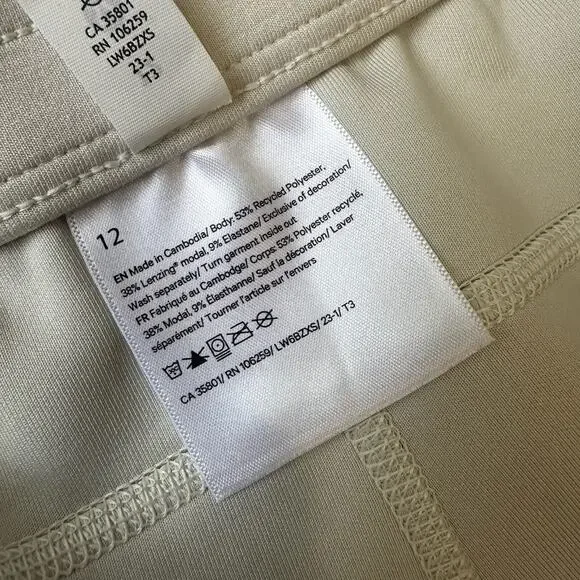 CA 35801
RN 106259
LW6BZXS
23-1
T3
12
EN Made in Cambodia/ Body: 53% Recycled Polyester,
38% Lenzing® modal, 9% Elastane/ Exclusive of decoration/
Wash separately/ Turn garment inside out
FR Fabriqué au Cambodge/ Corps: 53% Polyester recyclé,
38% Modal, 9% Élasthanne/ Sauf la décoration/ Laver
séparément/ Tourner l'article sur l'envers
CA 35801/ RN 106259/ LW6BZXS/ 23-1/ T3